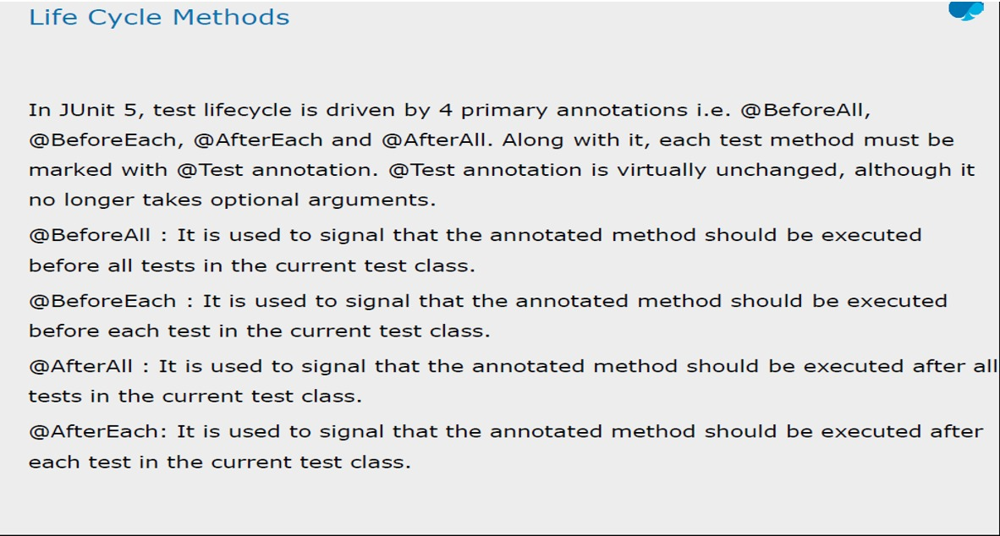 Life Cycle Methods
In JUnit 5, test lifecycle is driven by 4 primary annotations i.e. @BeforeAll,
@BeforeEach, @AfterEach and @AfterAll. Along with it, each test method must be
marked with @Test annotation. @Test annotation is virtually unchanged, although it
no longer takes optional arguments.
@BeforeAll : It is used to signal that the annotated method should be executed
before all tests in the current test class.
@BeforeEach : It is used to signal that the annotated method should be executed
before each test in the current test class.
@AfterAll : It is used to signal that the annotated method should be executed after all
tests in the current test class.
@AfterEach: It is used to signal that the annotated method should be executed after
each test in the current test class.